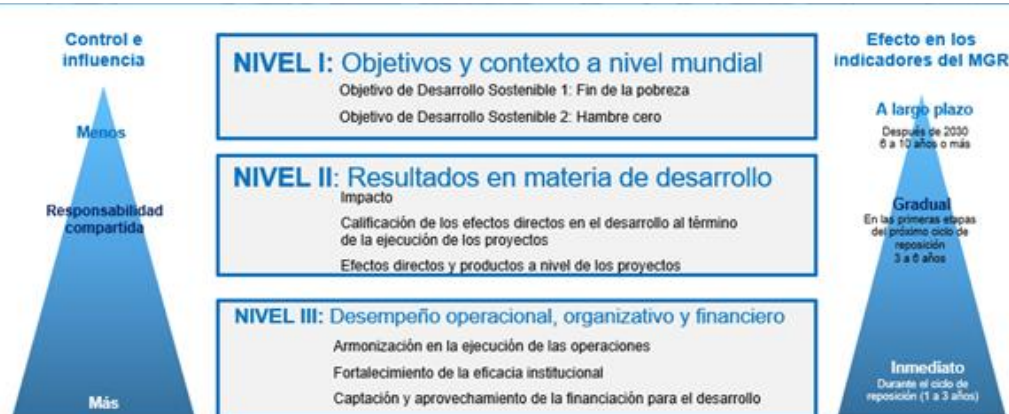 Control e
influencia
Menos
Responsabilidad
compartida
Más
NIVEL I: Objetivos y contexto a nivel mundial
Objetivo de Desarrollo Sostenible 1: Fin de la pobreza
Objetivo de Desarrollo Sostenible 2: Hambre cero
NIVEL II: Resultados en materia de desarrollo
Impacto
Calificación de los efectos directos en el desarrollo al término
de la ejecución de los proyectos
Efectos directos y productos a nivel de los proyectos
NIVEL III: Desempeño operacional, organizativo y financiero
Armonización en la ejecución de las operaciones
Fortalecimiento de la eficacia institucional
Captación y aprovechamiento de la financiación para el desarrollo
Efecto en los
indicadores del MGR
A largo plazo
Después de 2030
6 a 10 años o más
Gradual
En las primeras etapas
del próximo ciclo de
reposición
3 a 6 años
Inmediato
Durante el ciclo de
reposición (1 a 3 años)